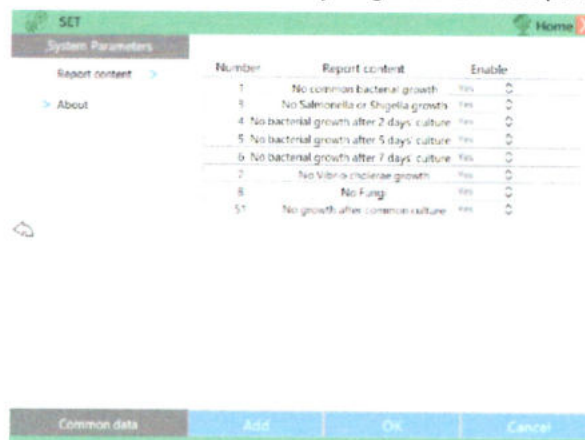 SET
Home
System Parameters
Report content >
> About
Number Report content Enable
1 No common bacterial growth Yes
3 No Salmonella or Shigella growth Yes
4 No bacterial growth after 2 days' culture Yes
5 No bacterial growth after 5 days' culture Yes
6 No bacterial growth after 7 days' culture Yes
7 No Vibrio cholerae growth Yes
8 No Fungi Yes
51 No growth after common culture Yes
Common data Add OK Cancel